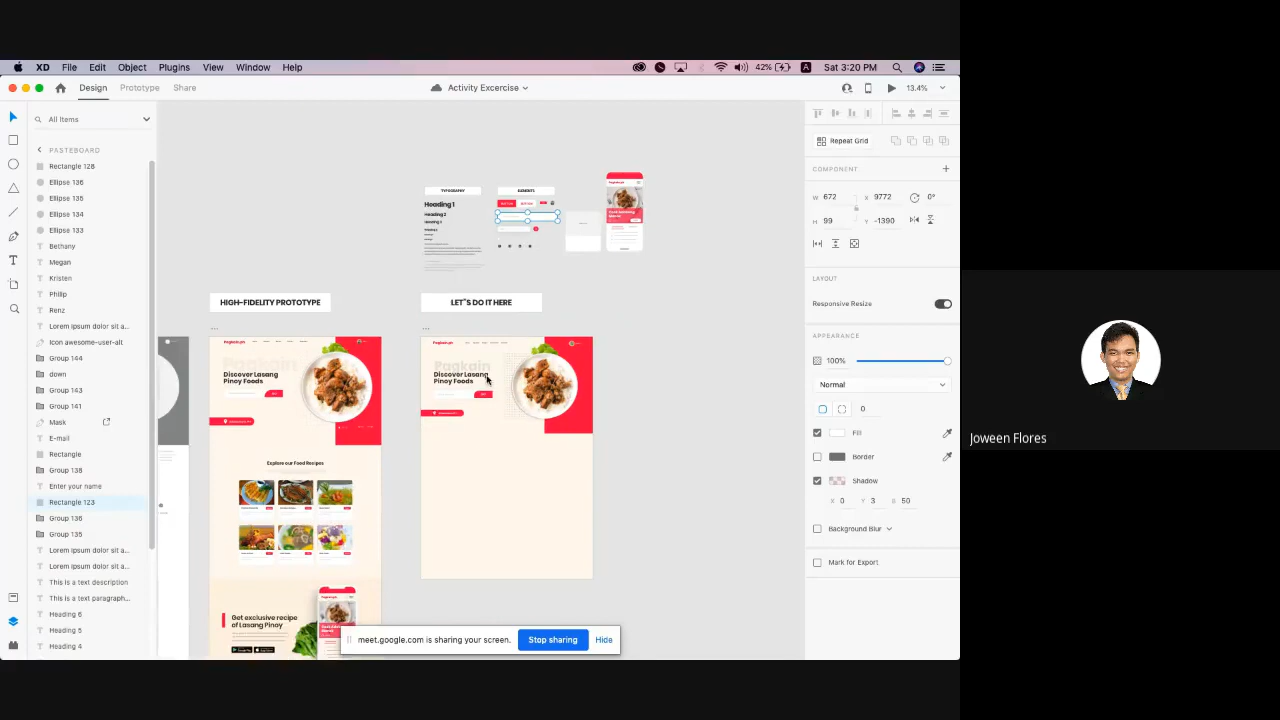 XD File Edit Object Plugins View Window Help
42% A Sat 3:20 PM
Design Prototype Share
Activity Excercise
13.4%
All Items
PASTEBOARD
Rectangle 128
Ellipse 136
Ellipse 135
Ellipse 134
Ellipse 133
Bethany
Megan
Kristen
Philip
Renz
Lorem ipsum dolor sit a...
Icon awesome-user-alt
Group 144
down
Group 143
Group 141
Mask
E-mail
Rectangle
Group 138
Enter your name
Rectangle 123
Group 136
Group 135
Lorem ipsum dolor sit a...
Lorem ipsum dolor sit a...
This is a text description
This is a text paragraph...
Heading 6
Heading 5
Heading 4
TYPOGRAPHY
Heading 1
Heading 2
Heading 3
ELEMENTS
HIGH-FIDELITY PROTOTYPE
LET'S DO IT HERE
Discover Lasang
Pinoy Foods
Explore our Food Recipes
Get exclusive recipe
of Lasang Pinoy
Pagkain
Discover Lasang
Pinoy Foods
meet.google.com is sharing your screen.
Stop sharing
Hide
Repeat Grid
COMPONENT
W 672 X 9772 0°
H 99 Y -1390
LAYOUT
Responsive Resize
APPEARANCE
100%
Normal
0
Fill
Border
Shadow
X 0 Y 3 B 50
Background Blur
Mark for Export
Joween Flores